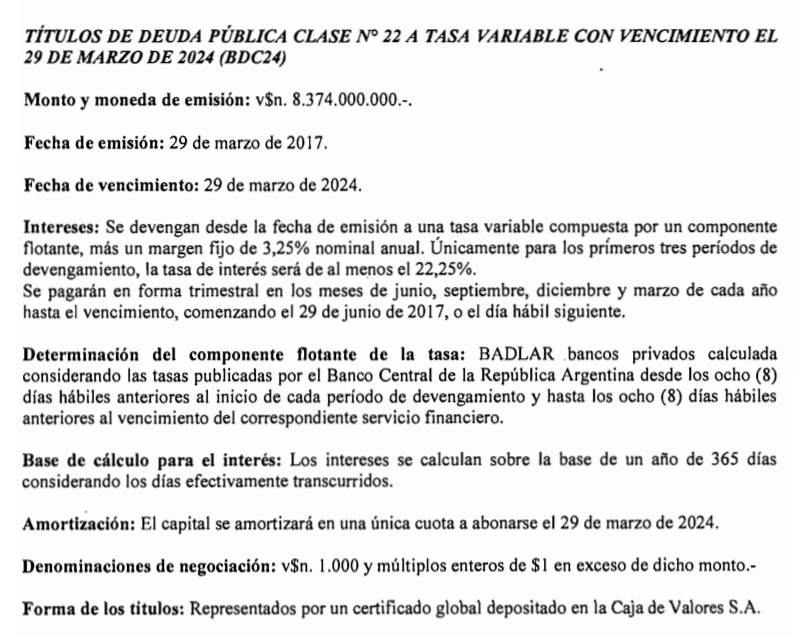 TÍTULOS DE DEUDA PÚBLICA CLASE Nº 22 A TASA VARIABLE CON VENCIMIENTO EL
29 DE MARZO DE 2024 (BDC24)
Monto y moneda de emisión: v$n. 8.374.000.000.-.
Fecha de emisión: 29 de marzo de 2017.
Fecha de vencimiento: 29 de marzo de 2024.
Intereses: Se devengan desde la fecha de emisión a una tasa variable compuesta por un componente
flotante, más un margen fijo de 3,25% nominal anual. Únicamente para los primeros tres períodos de
devengamiento, la tasa de interés será de al menos el 22,25%.
Se pagarán en forma trimestral en los meses de junio, septiembre, diciembre y marzo de cada año
hasta el vencimiento, comenzando el 29 de junio de 2017, o el día hábil siguiente.
Determinación del componente flotante de la tasa: BADLAR bancos privados calculada
considerando las tasas publicadas por el Banco Central de la República Argentina desde los ocho (8)
días hábiles anteriores al inicio de cada período de devengamiento y hasta los ocho (8) días hábiles
anteriores al vencimiento del correspondiente servicio financiero.
Base de cálculo para el interés: Los intereses se calculan sobre la base de un año de 365 días
considerando los días efectivamente transcurridos.
Amortización: El capital se amortizará en una única cuota a abonarse el 29 de marzo de 2024.
Denominaciones de negociación: v$n. 1.000 y múltiplos enteros de $1 en exceso de dicho monto.-
Forma de los títulos: Representados por un certificado global depositado en la Caja de Valores S.A.